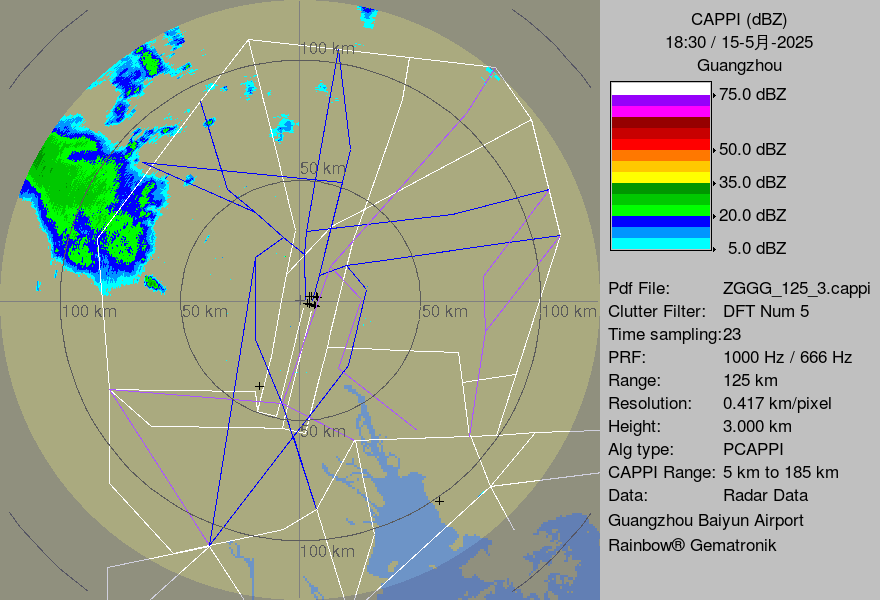 CAPPI (dBZ)
18:30 / 15-5月-2025
Guangzhou
75.0 dBZ
50.0 dBZ
35.0 dBZ
20.0 dBZ
5.0 dBZ
Pdf File: ZGGG_125_3.cappi
Clutter Filter: DFT Num 5
Time sampling:23
PRF: 1000 Hz / 666 Hz
Range: 125 km
Resolution: 0.417 km/pixel
Height: 3.000 km
Alg type: PCAPPI
CAPPI Range: 5 km to 185 km
Data: Radar Data
Guangzhou Baiyun Airport
Rainbow® Gematronik
100 km
50 km
100 km
50 km
50 km
100 km
50 km
100 km